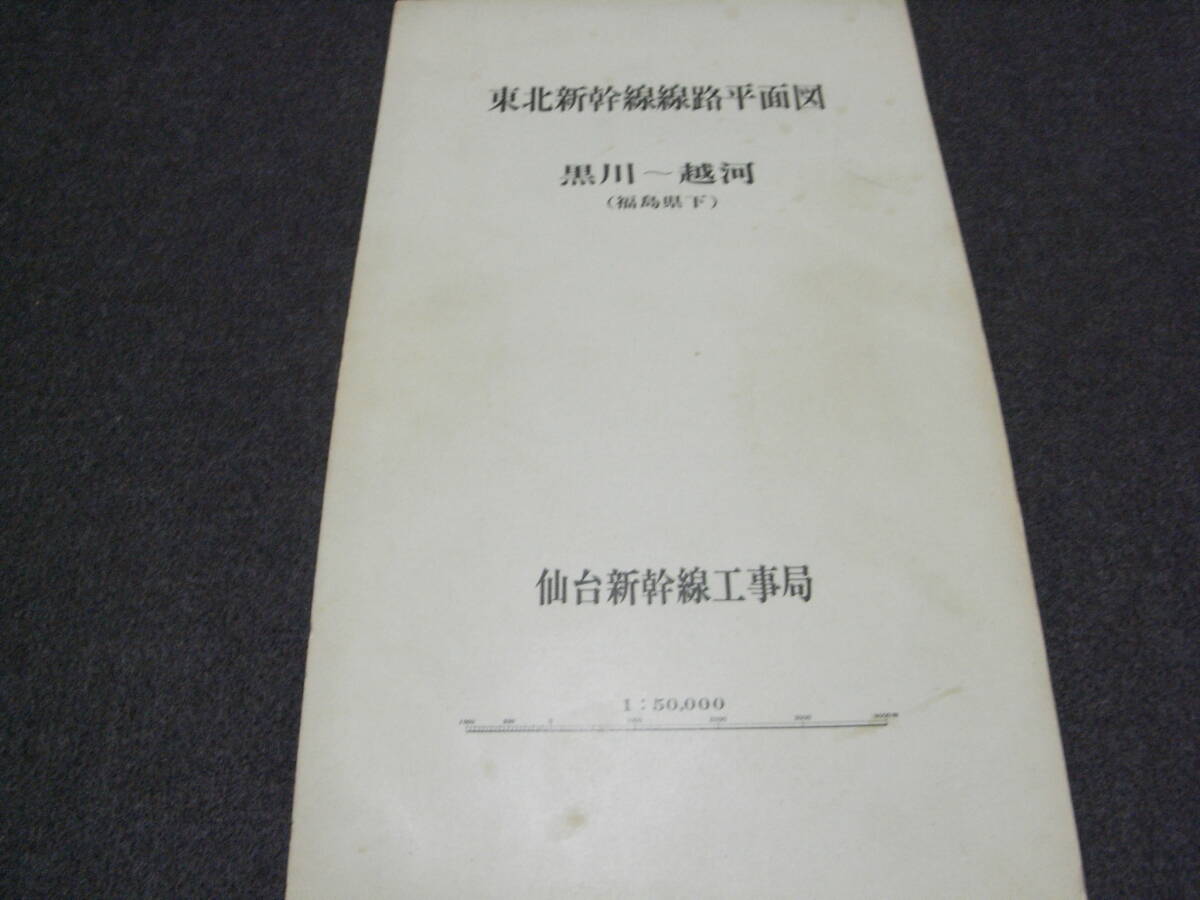 東北新幹線線路平面図
黒川〜越河
（福島県下）
仙台新幹線工事局
1:50,000